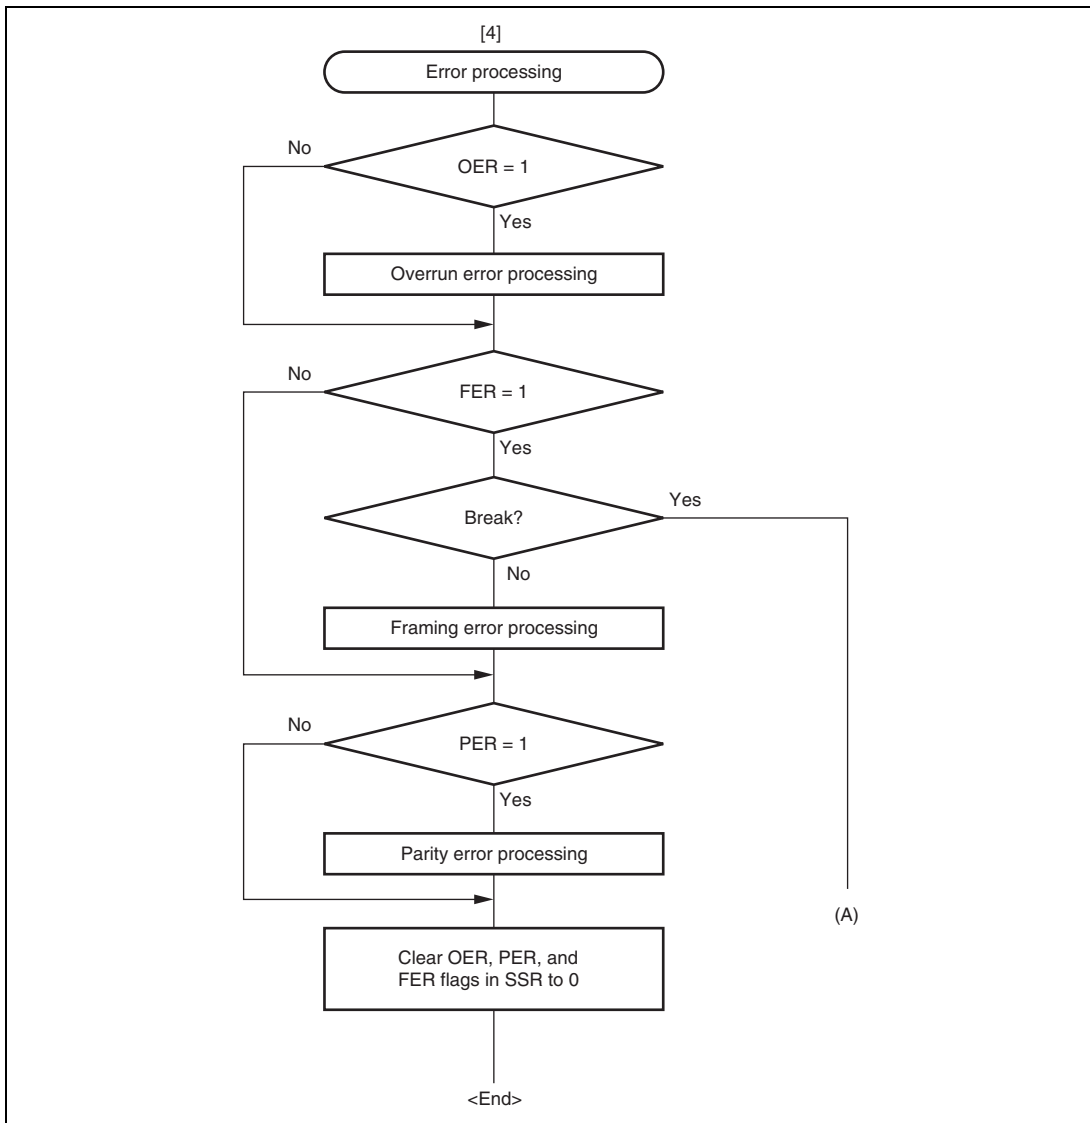 [4]
Error processing
No
OER = 1
Yes
Overrun error processing
No
FER = 1
Yes
Break?
Yes
No
Framing error processing
No
PER = 1
Yes
Parity error processing
(A)
Clear OER, PER, and
FER flags in SSR to 0
<End>